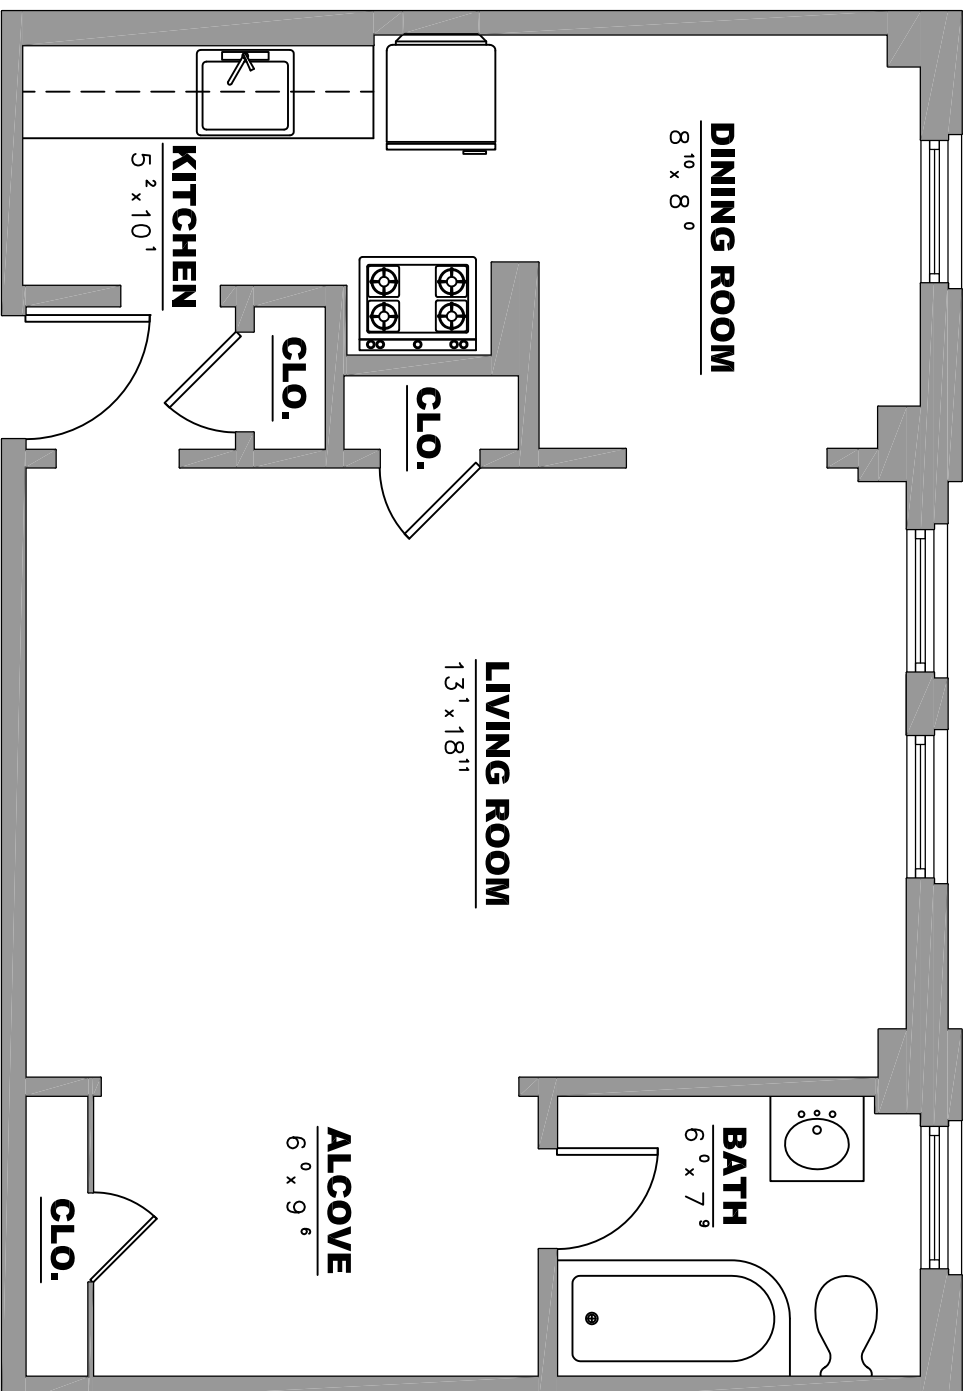 DINING ROOM
8 10 x 8 0
KITCHEN
5 2 x 10 1
CLO.
CLO.
LIVING ROOM
13 1 x 18 11
BATH
6 0 x 7 9
ALCOVE
6 0 x 9 6
CLO.